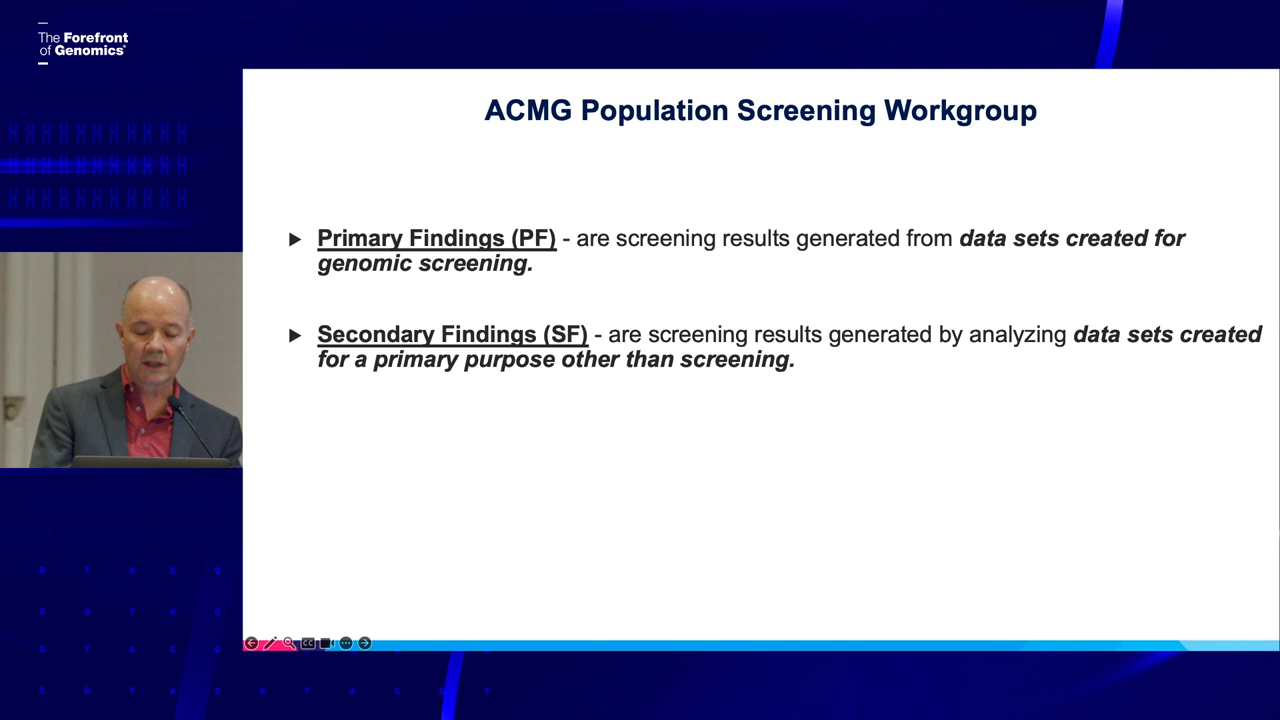 The Forefront
of Genomics®
ACMG Population Screening Workgroup
Primary Findings (PF) - are screening results generated from data sets created for
genomic screening.
Secondary Findings (SF) - are screening results generated by analyzing data sets created
for a primary purpose other than screening.
CC